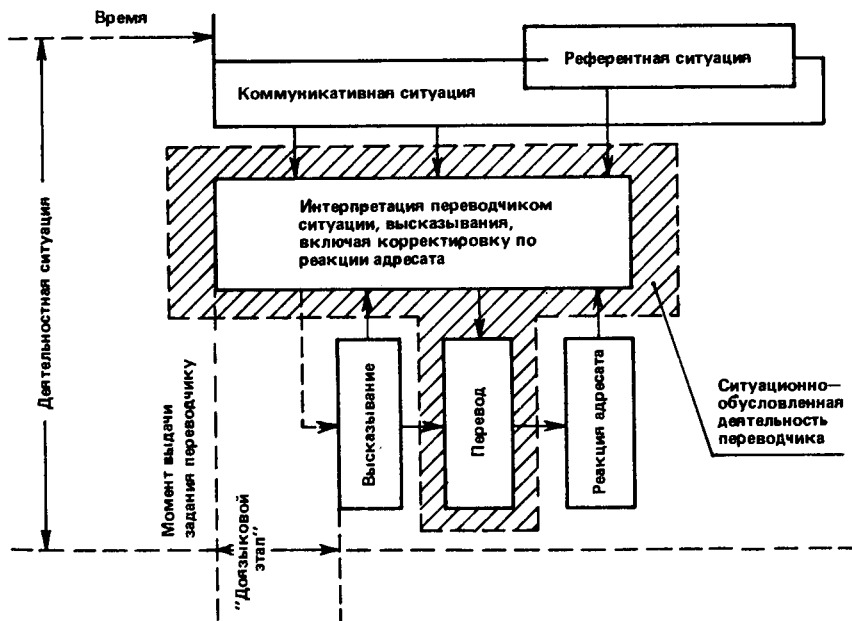 Время
Референтная ситуация
Коммуникативная ситуация
Интерпретация переводчиком
ситуации, высказывания,
включая корректировку по
реакции адресата
Деятельностная ситуация
Момент выдачи
задания переводчику
"Доязыковой
этап"
Высказывание
Перевод
Реакция адресата
Ситуационно—
обусловленная
деятельность
переводчика